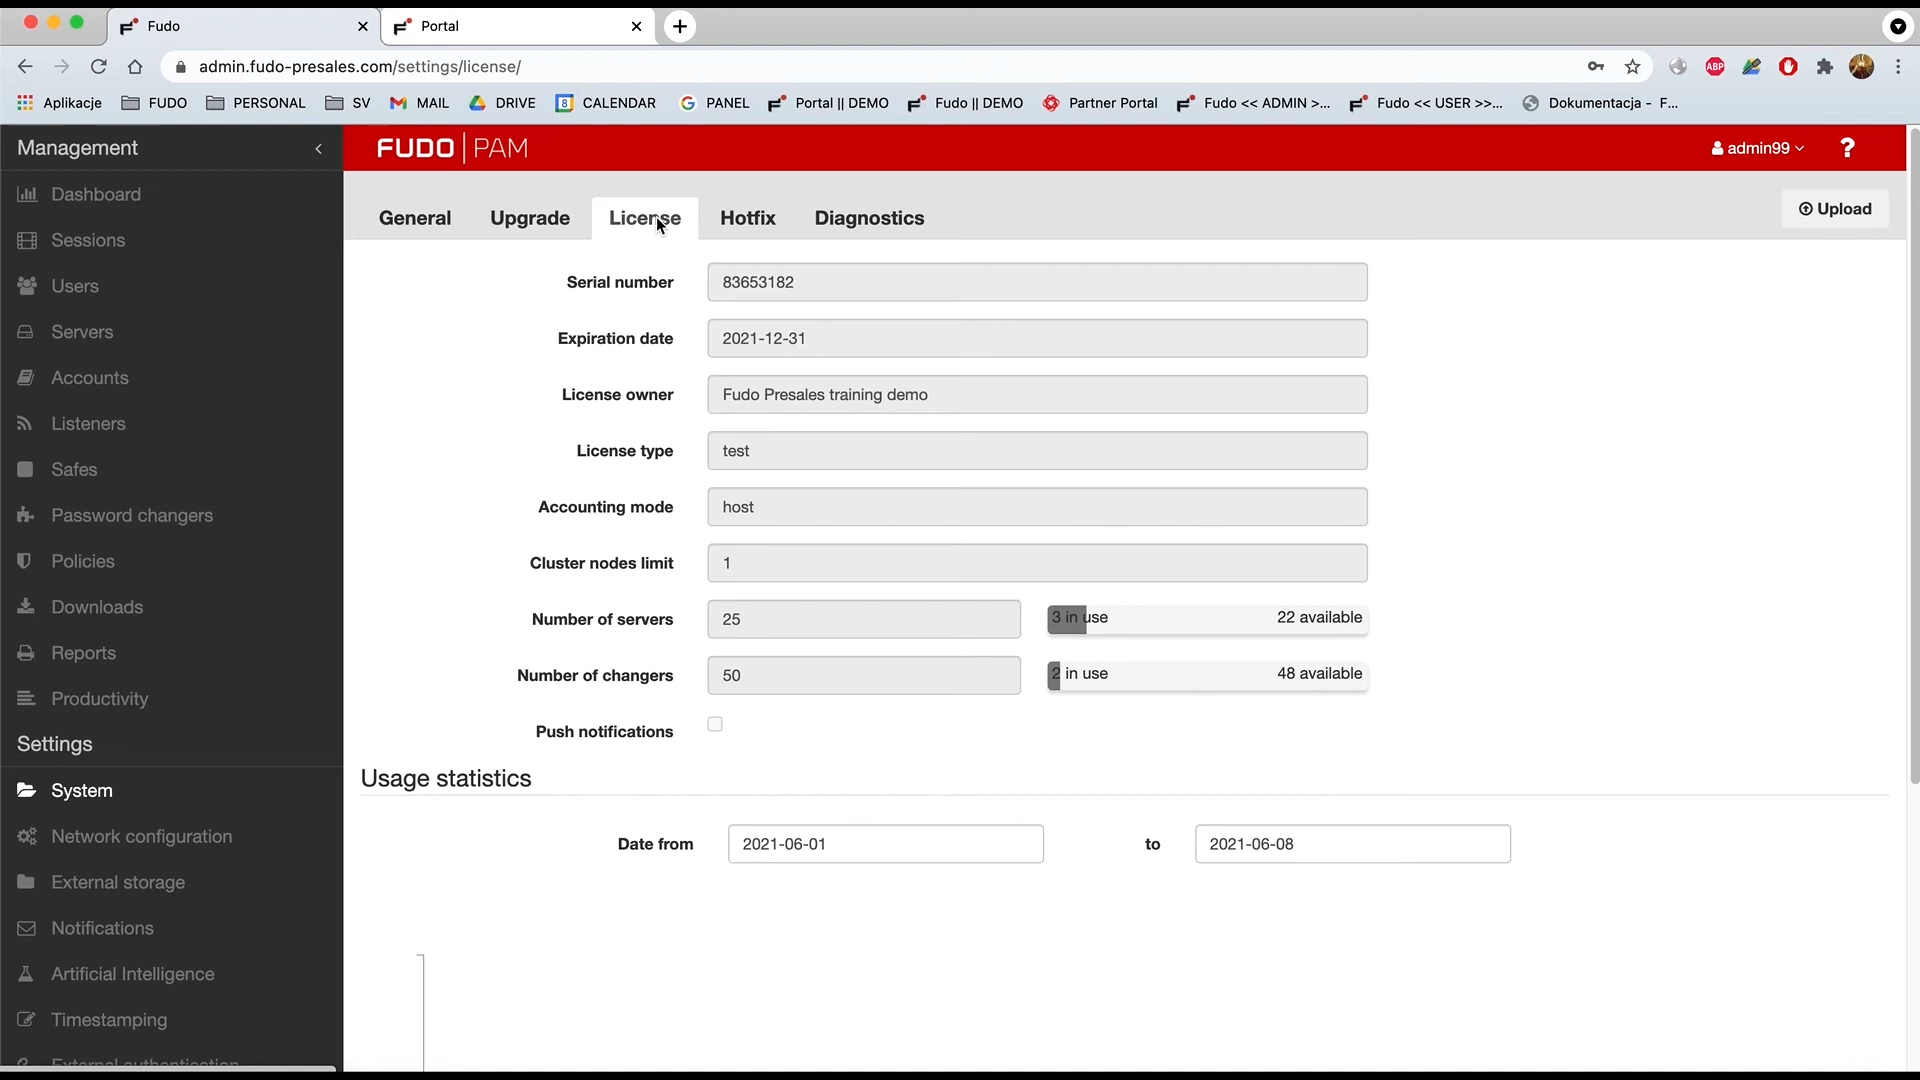 Fudo
Portal
admin.fudo-presales.com/settings/license/
ABP
Aplikacje
FUDO
PERSONAL
SV
MAIL
DRIVE
8
CALENDAR
PANEL
Portal || DEMO
Fudo || DEMO
Partner Portal
Fudo << ADMIN >...
Fudo << USER >>...
Dokumentacja - F...
Management
FUDO | PAM
admin99
?
Dashboard
Sessions
Users
Servers
Accounts
Listeners
Safes
Password changers
Policies
Downloads
Reports
Productivity
Settings
System
Network configuration
External storage
Notifications
Artificial Intelligence
Timestamping
External authentication
General
Upgrade
License
Hotfix
Diagnostics
Upload
Serial number
83653182
Expiration date
2021-12-31
License owner
Fudo Presales training demo
License type
test
Accounting mode
host
Cluster nodes limit
1
Number of servers
25
3 in use
22 available
Number of changers
50
2 in use
48 available
Push notifications
Usage statistics
Date from
2021-06-01
to
2021-06-08